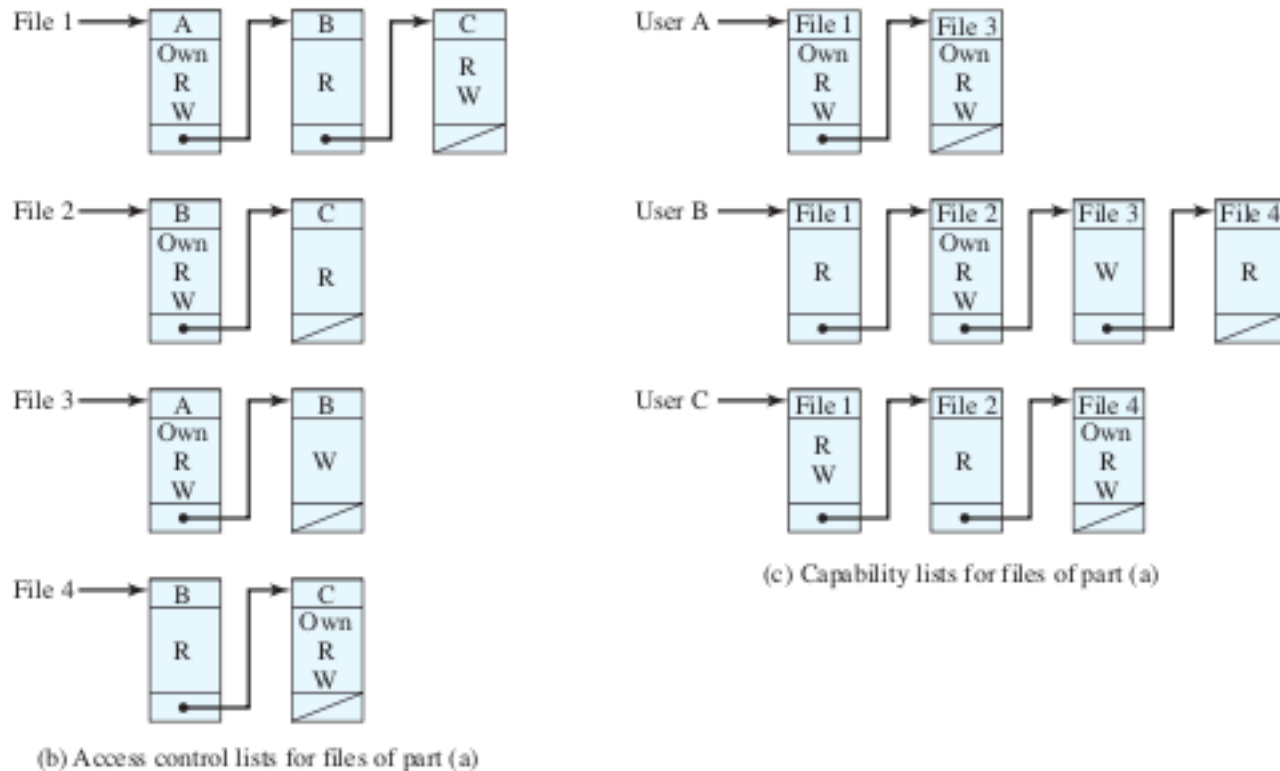 File 1
A
Own
R
W
B
R
C
R
W
File 2
B
Own
R
W
C
R
File 3
A
Own
R
W
B
W
File 4
B
R
C
Own
R
W
(b) Access control lists for files of part (a)
User A
File 1
Own
R
W
File 3
Own
R
W
User B
File 1
R
File 2
Own
R
W
File 3
W
File 4
R
User C
File 1
R
W
File 2
R
File 4
Own
R
W
(c) Capability lists for files of part (a)